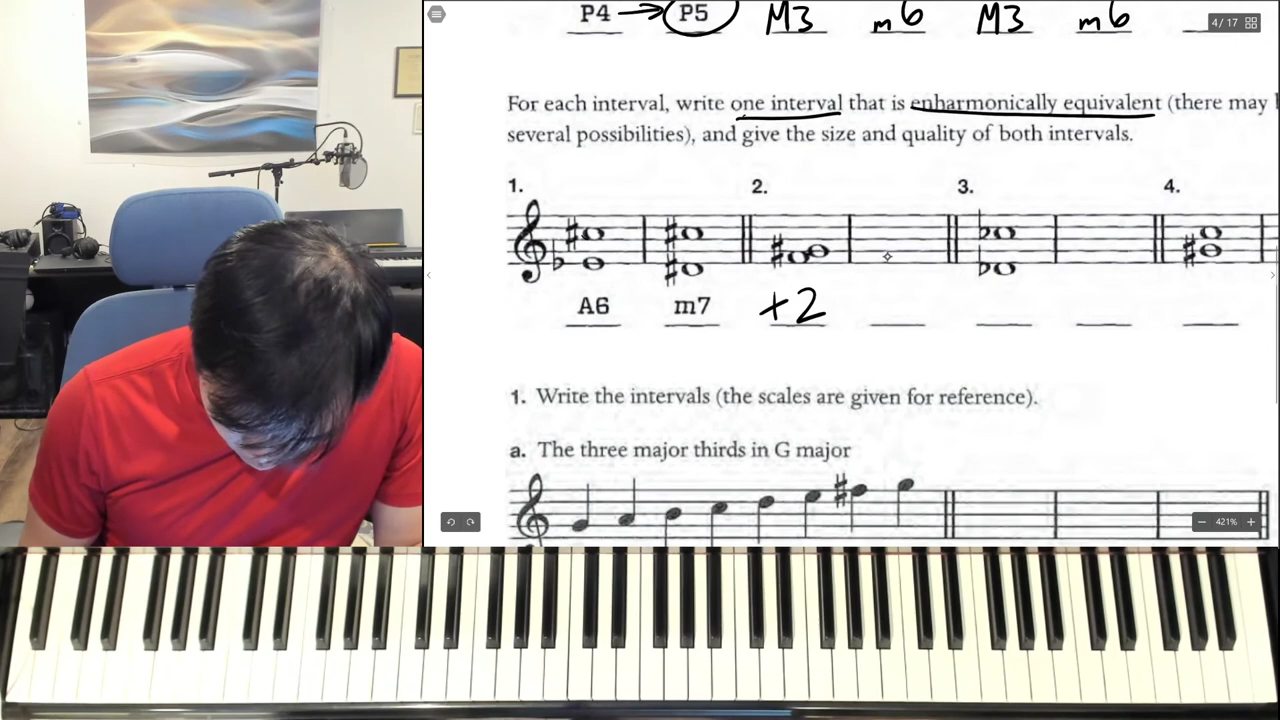 P4 → P5 M3 m6 M3 m6
4 / 17
For each interval, write one interval that is enharmonically equivalent (there may
several possibilities), and give the size and quality of both intervals.
1. 2. 3. 4.
A6 m7 +2
1. Write the intervals (the scales are given for reference).
a. The three major thirds in G major
− 421% +